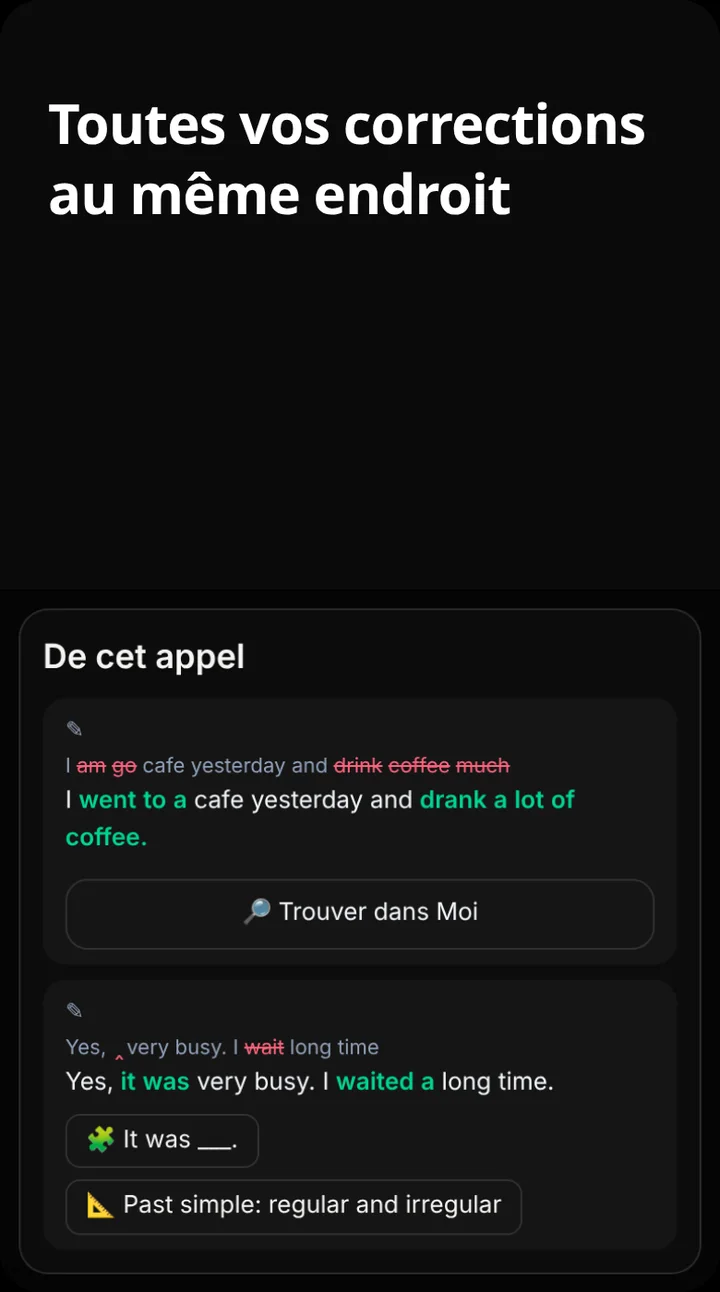 Toutes vos corrections
au même endroit
De cet appel
✎
I am go cafe yesterday and drink coffee much
I went to a cafe yesterday and drank a lot of
coffee.
🔎 Trouver dans Moi
✎
Yes, ‸very busy. I wait long time
Yes, it was very busy. I waited a long time.
🧩 It was ___.
📐 Past simple: regular and irregular